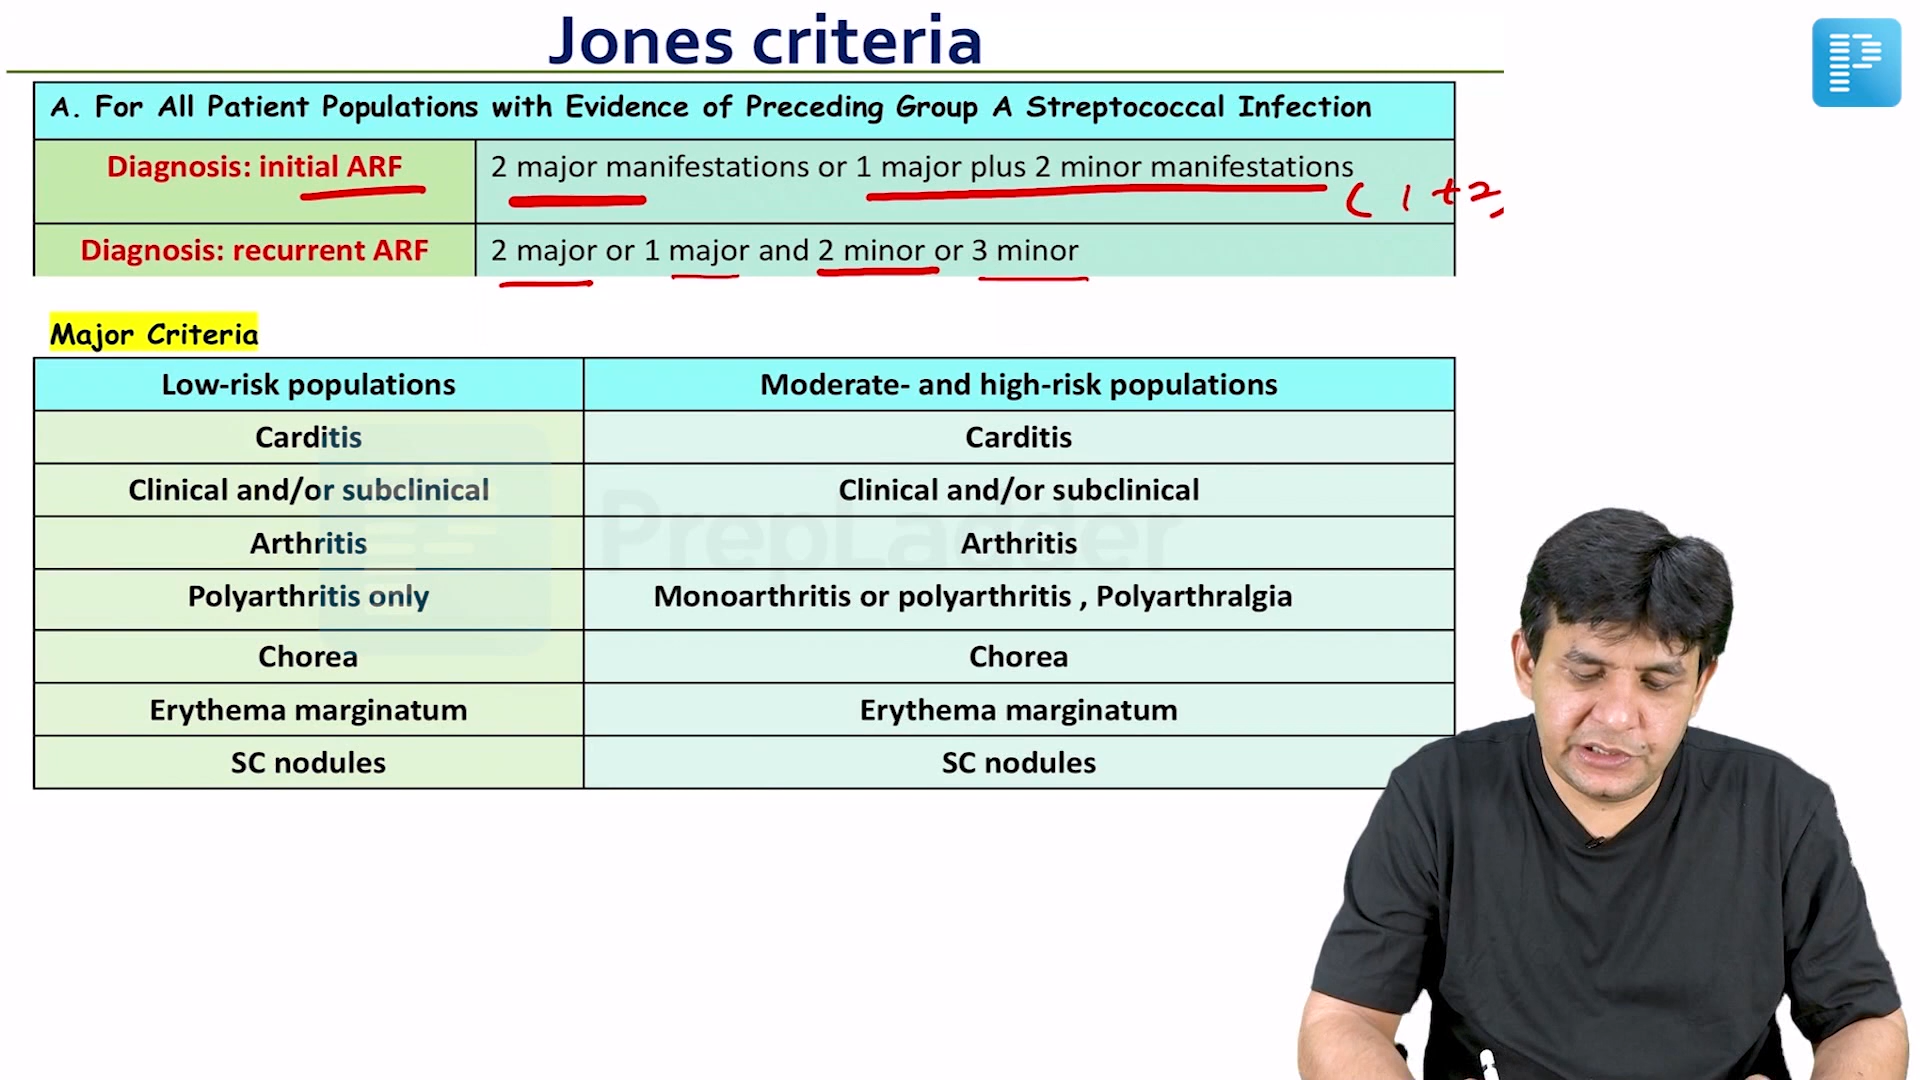 Jones criteria
A. For All Patient Populations with Evidence of Preceding Group A Streptococcal Infection
Diagnosis: initial ARF 2 major manifestations or 1 major plus 2 minor manifestations
( 1 + 2,
Diagnosis: recurrent ARF 2 major or 1 major and 2 minor or 3 minor
Major Criteria
Low-risk populations Moderate- and high-risk populations
Carditis Carditis
Clinical and/or subclinical Clinical and/or subclinical
PrepLadder
Arthritis Arthritis
Polyarthritis only Monoarthritis or polyarthritis , Polyarthralgia
Chorea Chorea
Erythema marginatum Erythema marginatum
SC nodules SC nodules